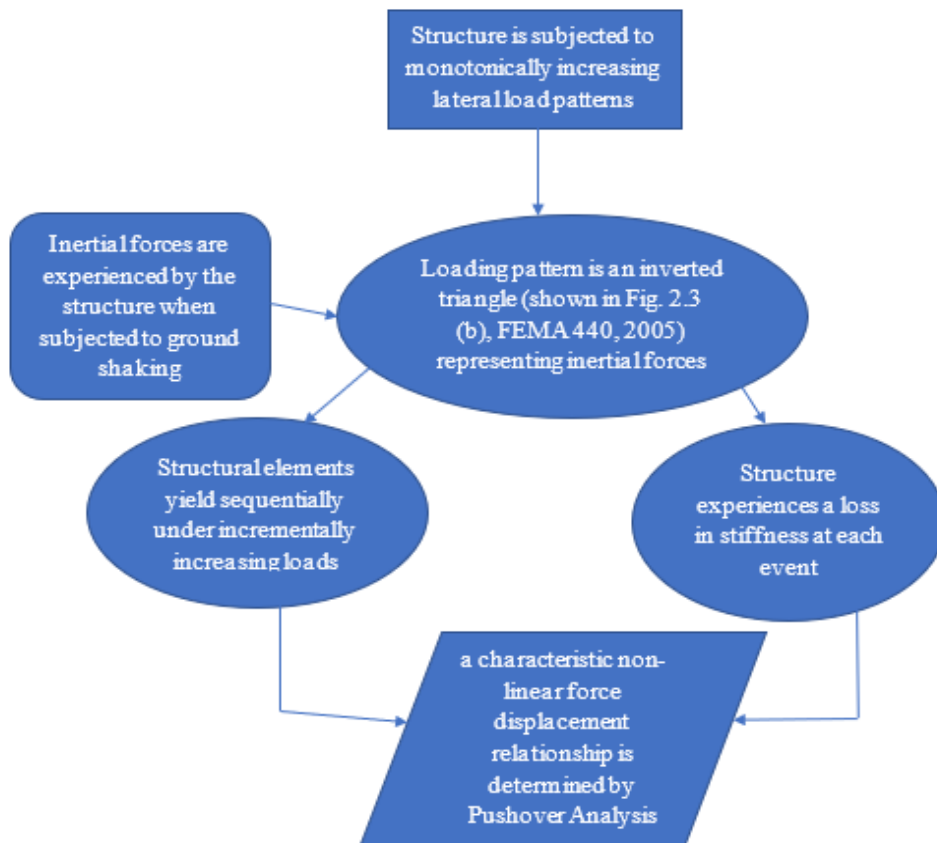 Structure is subjected to
monotonically increasing
lateral load patterns
Inertial forces are
experienced by the
structure when
subjected to ground
shaking
Loading pattern is an inverted
triangle (shown in Fig. 2.3
(b), FEMA 440, 2005)
representing inertial forces
Structural elements
yield sequentially
under incrementally
increasing loads
Structure
experiences a loss
in stiffness at each
event
a characteristic non-
linear force
displacement
relationship is
determined by
Pushover Analysis